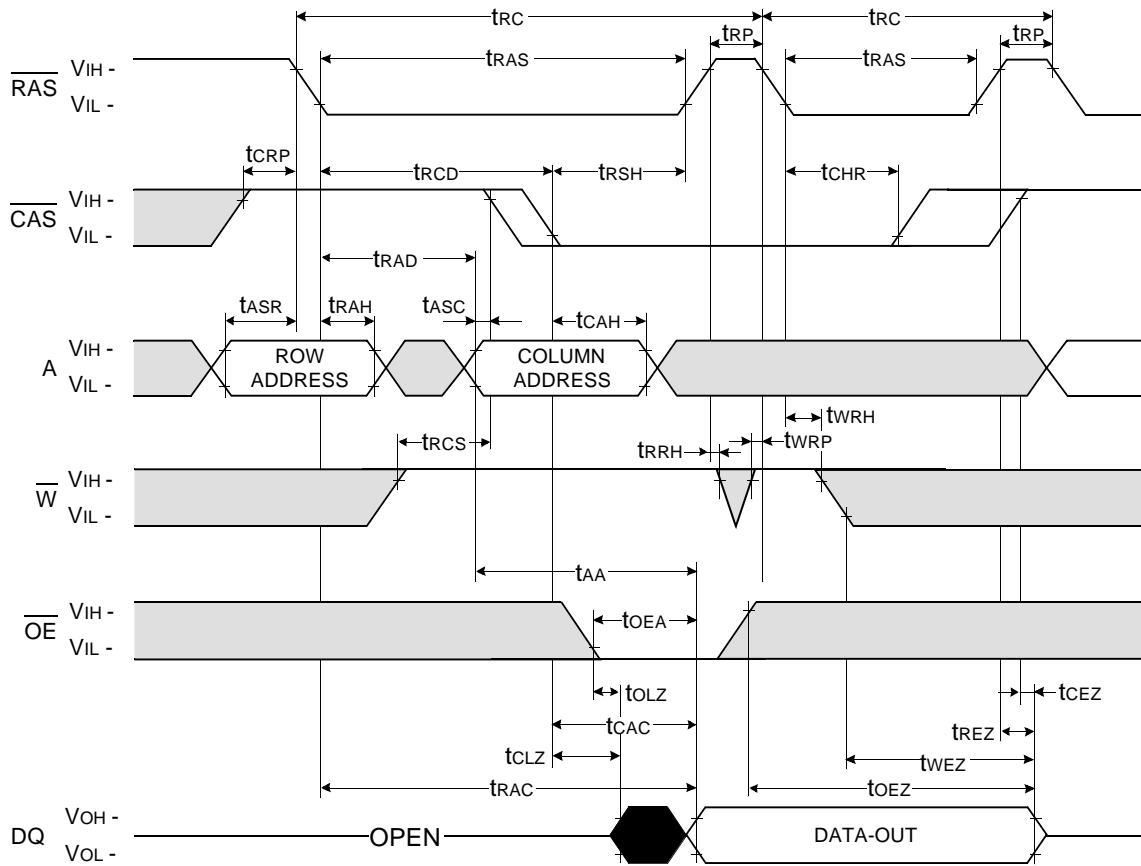 tRC tRC
tRP tRP
tRAS tRAS
RAS VIH -
VIL -
tCRP tRCD tRSH tCHR
CAS VIH -
VIL -
tRAD
tASR tRAH tASC tCAH
A VIH -
VIL -
ROW
ADDRESS
COLUMN
ADDRESS
tWRH
tRCS tRRH tWRP
W VIH -
VIL -
tAA
OE VIH -
VIL -
tOEA
tOLZ tCEZ
tCAC tREZ
tCLZ tWEZ
tRAC tOEZ
DQ VOH -
VOL -
OPEN DATA-OUT